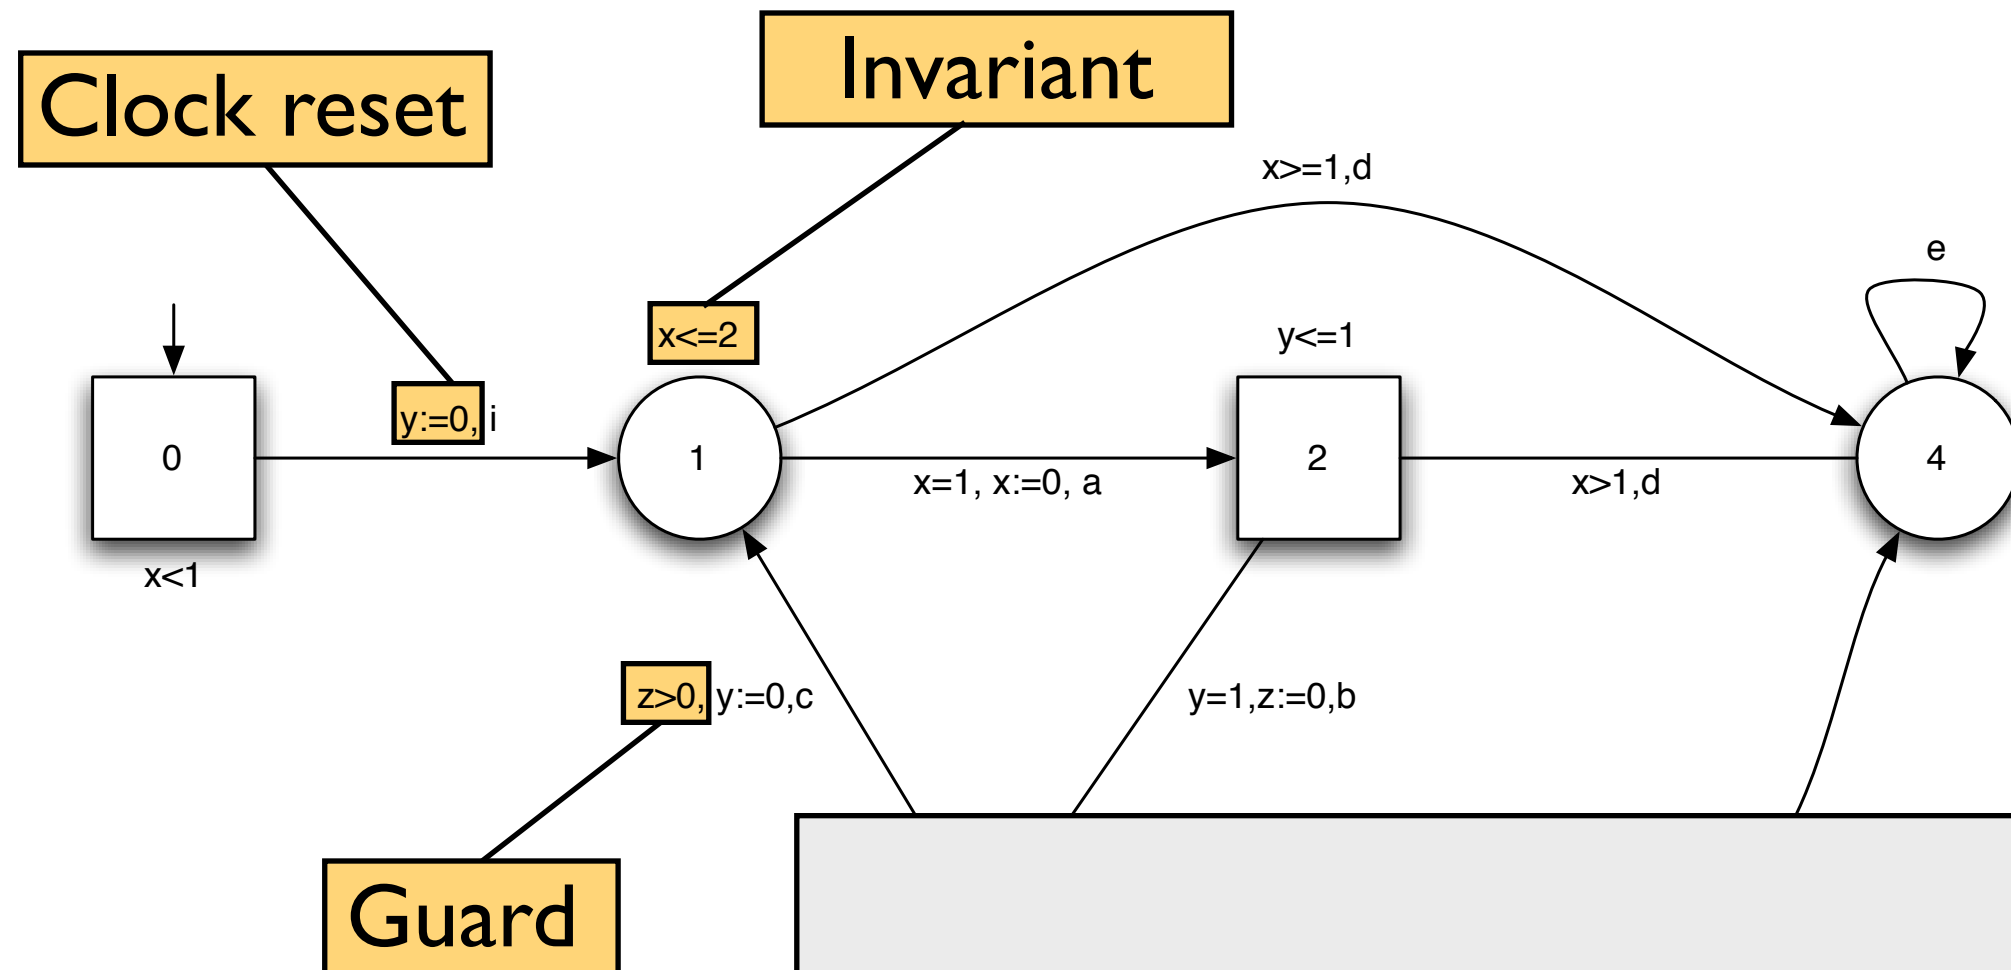 Invariant
Clock reset
x>=1,d
e
x<=2
y<=1
y:=0, i
0
1
2
4
x=1, x:=0, a
x>1,d
x<1
z>0, y:=0,c
y=1,z:=0,b
Guard